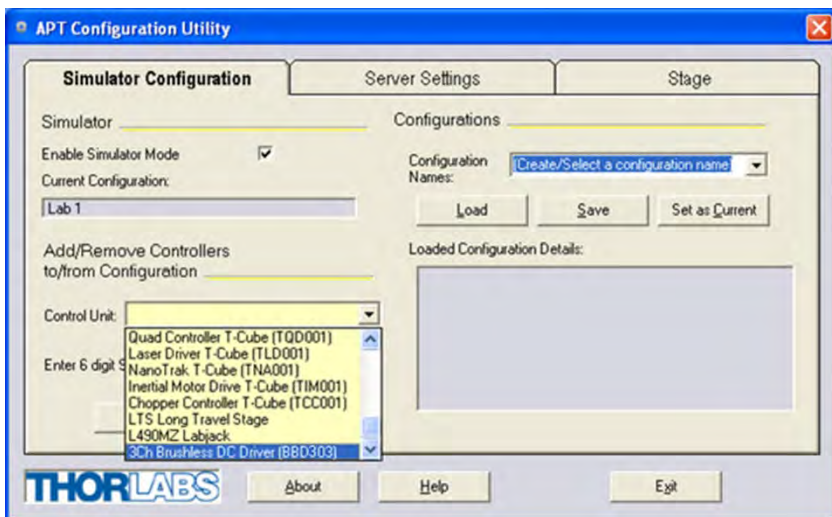 APT Configuration Utility
Simulator Configuration
Server Settings
Stage
Simulator
Enable Simulator Mode
Current Configuration:
Lab 1
Add/Remove Controllers
to/from Configuration
Control Unit:
Quad Controller T-Cube (TQD001)
Laser Driver T-Cube (TLD001)
NanoTrak T-Cube (TNA001)
Inertial Motor Drive T-Cube (TIM001)
Chopper Controller T-Cube (TCC001)
LTS Long Travel Stage
L490MZ Labjack
3Ch Brushless DC Driver (BBD303)
Enter 6 digit S
Configurations
Configuration
Names:
(Create/Select a configuration name
Load
Save
Set as Current
Loaded Configuration Details:
THORLABS
About
Help
Exit